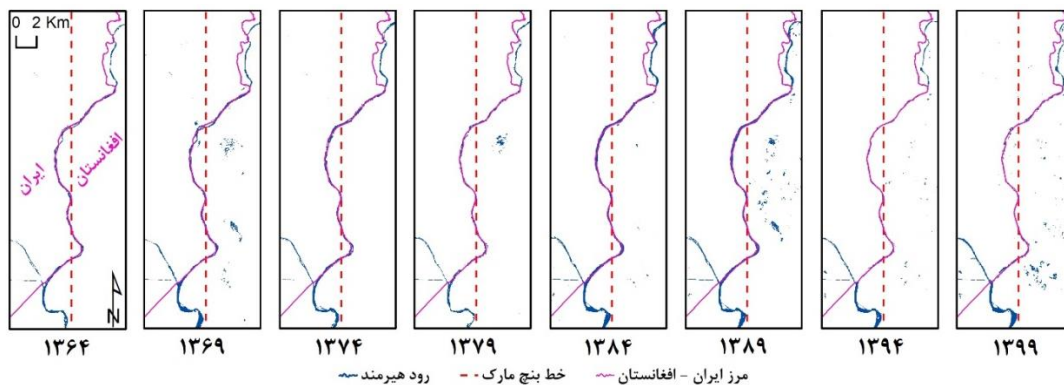 0 2 Km
ایران
افغانستان
N
۱۳۶۴ ۱۳۶۹ ۱۳۷۴ ۱۳۷۹ ۱۳۸۴ ۱۳۸۹ ۱۳۹۴ ۱۳۹۹
مرز ایران - افغانستان خط بنچ مارک رود هیرمند